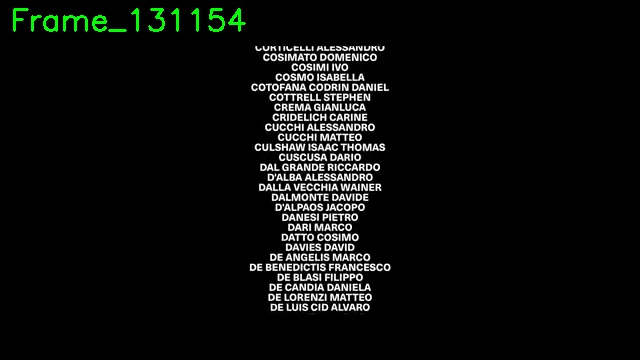 Frame_131154
CORTICELLI ALESSANDRO
COSIMATO DOMENICO
COSIMI IVO
COSMO ISABELLA
COTOFANA CODRIN DANIEL
COTTRELL STEPHEN
CREMA GIANLUCA
CRIDELICH CARINE
CUCCHI ALESSANDRO
CUCCHI MATTEO
CULSHAW ISAAC THOMAS
CUSCUSA DARIO
DAL GRANDE RICCARDO
D'ALBA ALESSANDRO
DALLA VECCHIA WAINER
DALMONTE DAVIDE
D'ALPAOS JACOPO
DANESI PIETRO
DARI MARCO
DATTO COSIMO
DAVIES DAVID
DE ANGELIS MARCO
DE BENEDICTIS FRANCESCO
DE BLASI FILIPPO
DE CANDIA DANIELA
DE LORENZI MATTEO
DE LUIS CID ALVARO